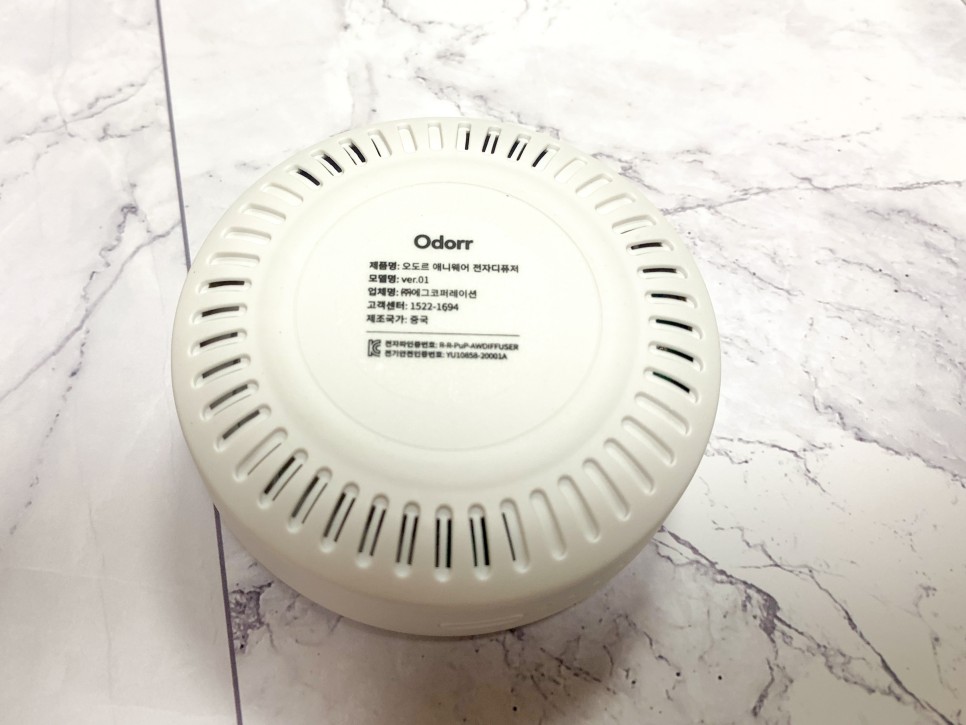 Odorr
제품명: 오도르 애니웨어 전자디퓨저
모델명: ver.01
업체명: ㈜에그코퍼레이션
고객센터: 1522-1694
제조국가: 중국
전자파인증번호: R-R-PuP-AWDIFFUSER
전기안전인증번호: YU10858-20001A